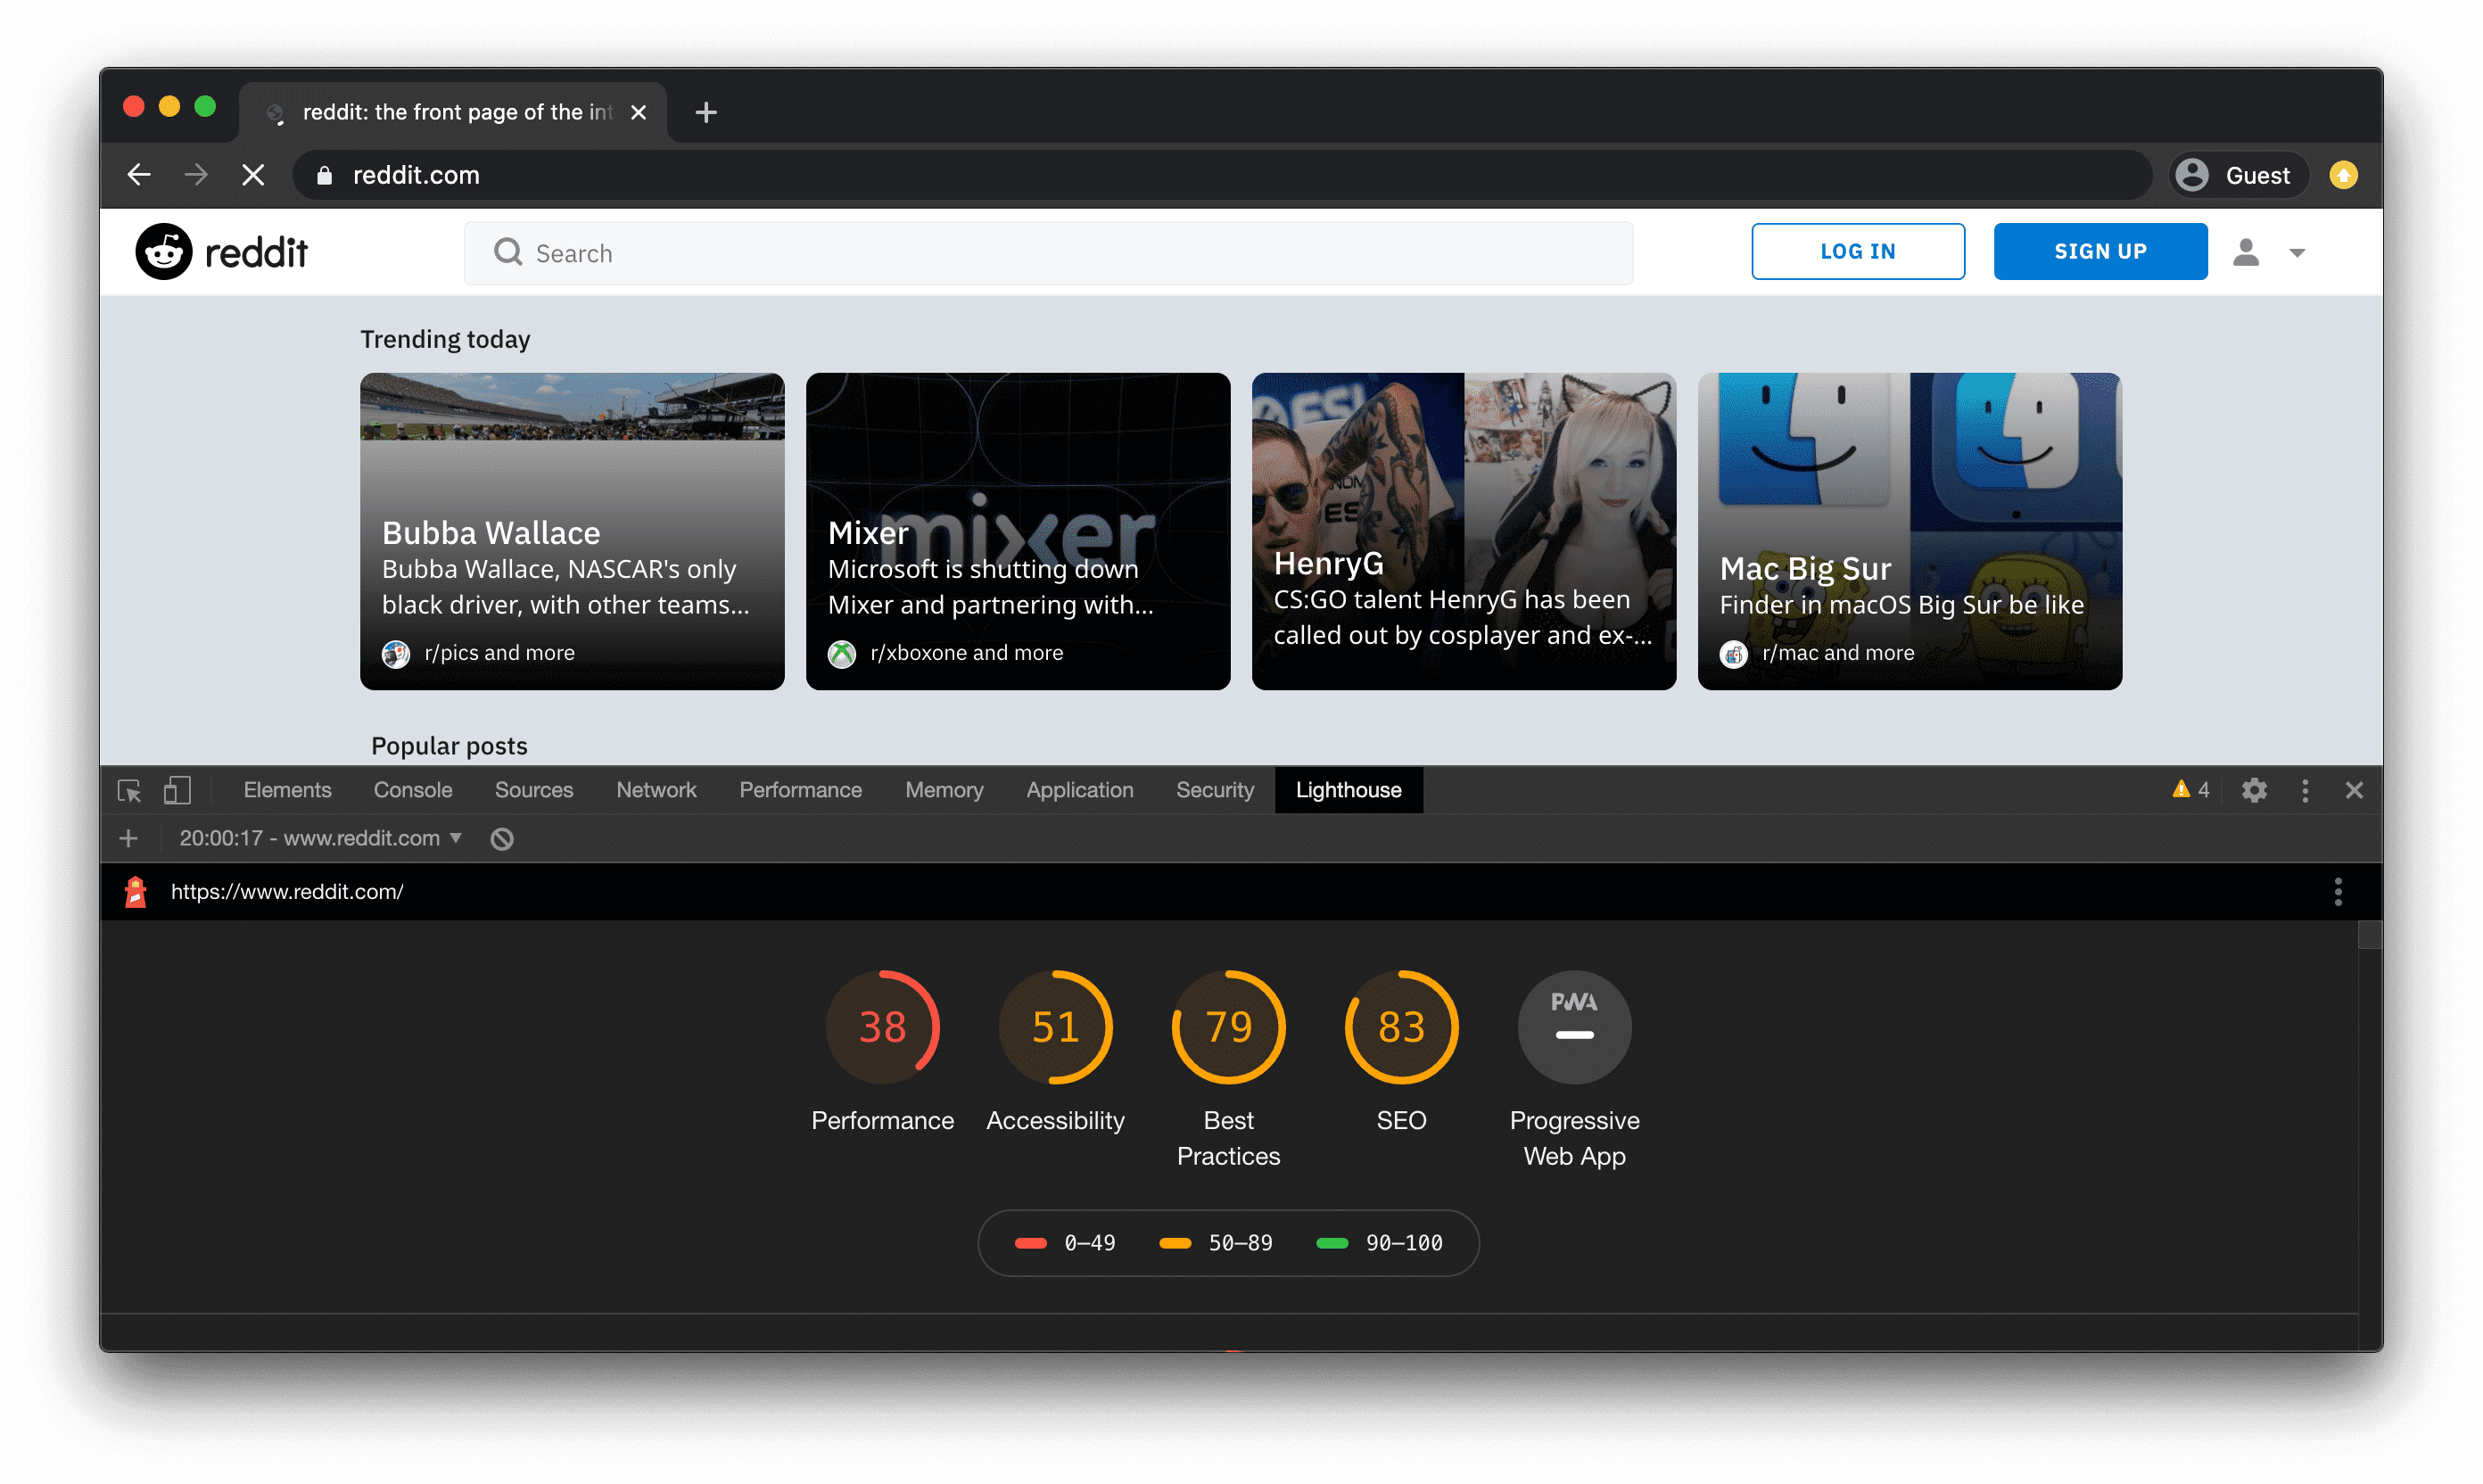 reddit: the front page of the int
reddit.com
Guest
reddit
Search
LOG IN
SIGN UP
Trending today
Bubba Wallace
Bubba Wallace, NASCAR's only
black driver, with other teams...
r/pics and more
mixer
Mixer
Microsoft is shutting down
Mixer and partnering with...
r/xboxone and more
ESL
HenryG
CS:GO talent HenryG has been
called out by cosplayer and ex-...
Mac Big Sur
Finder in macOS Big Sur be like
r/mac and more
Popular posts
Elements Console Sources Network Performance Memory Application Security Lighthouse 4
20:00:17 - www.reddit.com
https://www.reddit.com/
38 51 79 83 PWA
Performance Accessibility Best Practices SEO Progressive Web App
0–49 50–89 90–100